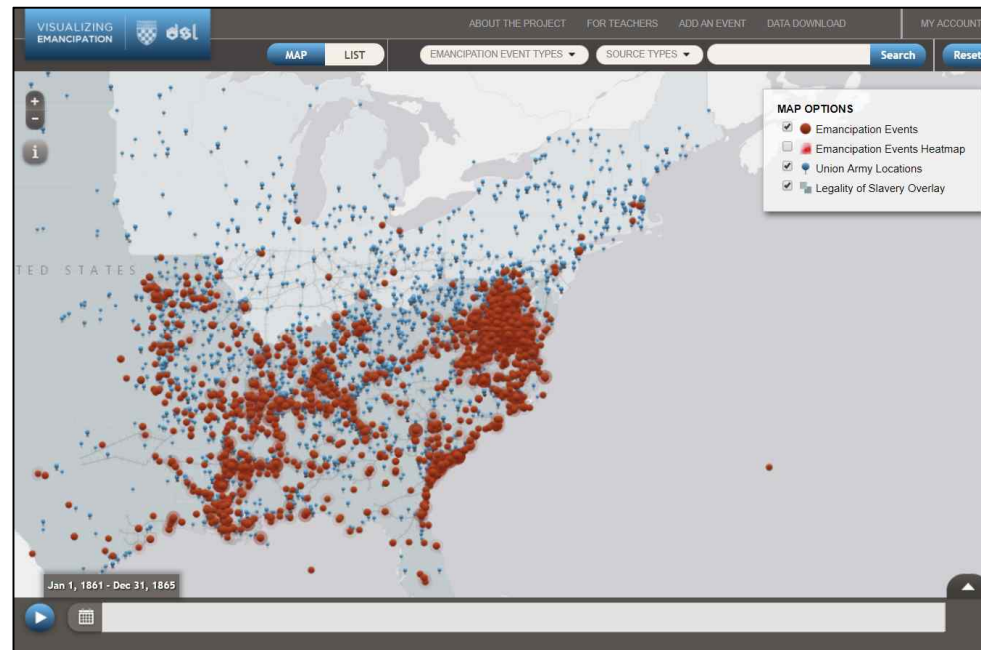 VISUALIZING
EMANCIPATION
dsl
ABOUT THE PROJECT FOR TEACHERS ADD AN EVENT DATA DOWNLOAD MY ACCOUNT
MAP LIST EMANCIPATION EVENT TYPES SOURCE TYPES Search Reset
+
-
i
MAP OPTIONS
Emancipation Events
Emancipation Events Heatmap
Union Army Locations
Legality of Slavery Overlay
TED STATES
Jan 1, 1861 - Dec 31, 1865